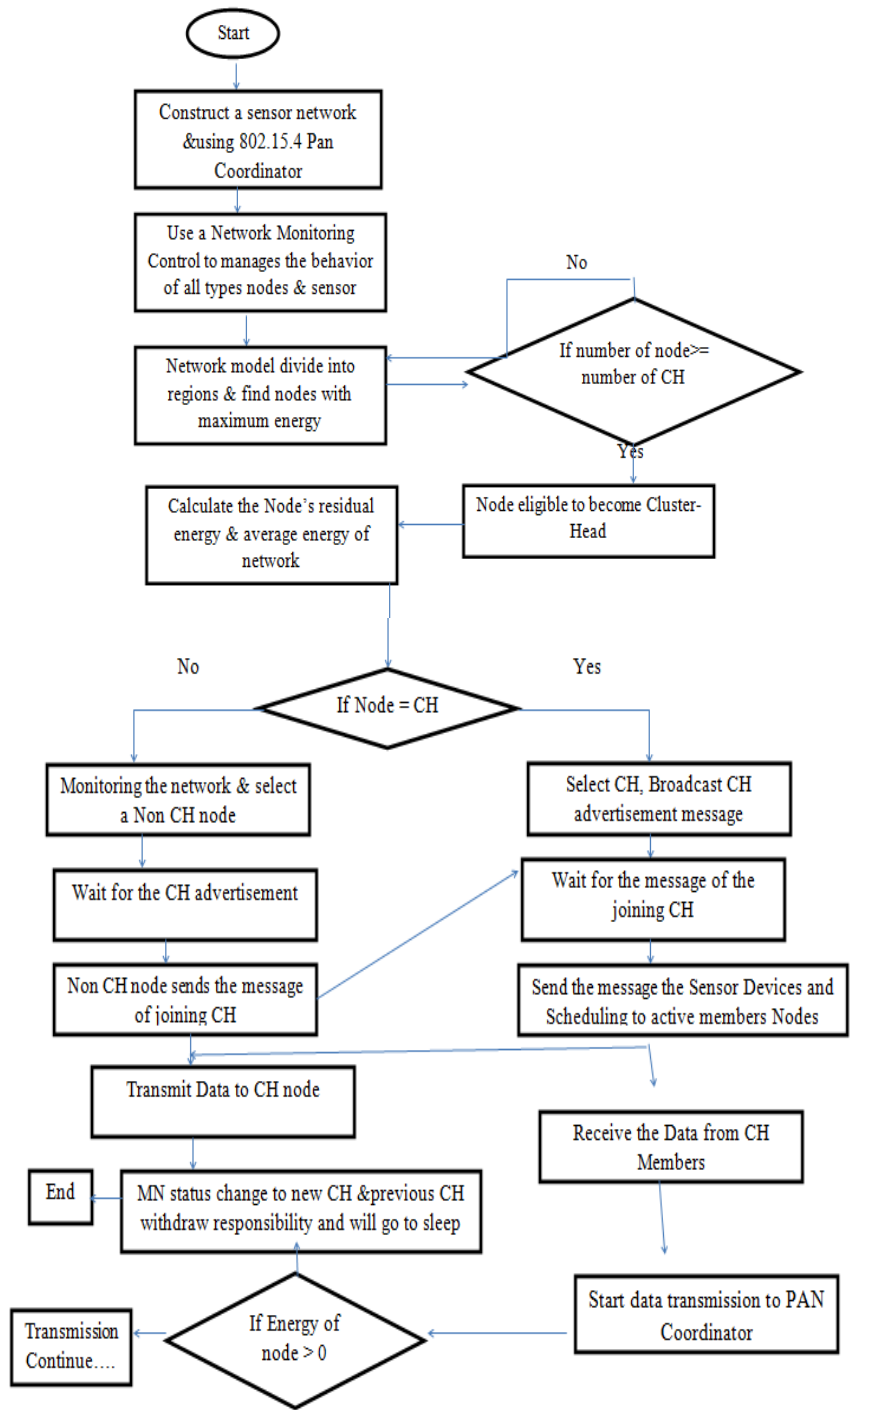 Start
Construct a sensor network
&using 802.15.4 Pan
Coordinator
Use a Network Monitoring
Control to manages the behavior
of all types nodes & sensor
No
If number of node>=
number of CH
Network model divide into
regions & find nodes with
maximum energy
Yes
Node eligible to become Cluster-
Head
Calculate the Node's residual
energy & average energy of
network
No
Yes
If Node = CH
Monitoring the network & select
a Non CH node
Select CH, Broadcast CH
advertisement message
Wait for the CH advertisement
Wait for the message of the
joining CH
Non CH node sends the message
of joining CH
Send the message the Sensor Devices and
Scheduling to active members Nodes
Transmit Data to CH node
Receive the Data from CH
Members
End
MN status change to new CH &previous CH
withdraw responsibility and will go to sleep
Start data transmission to PAN
Coordinator
If Energy of
node > 0
Transmission
Continue....